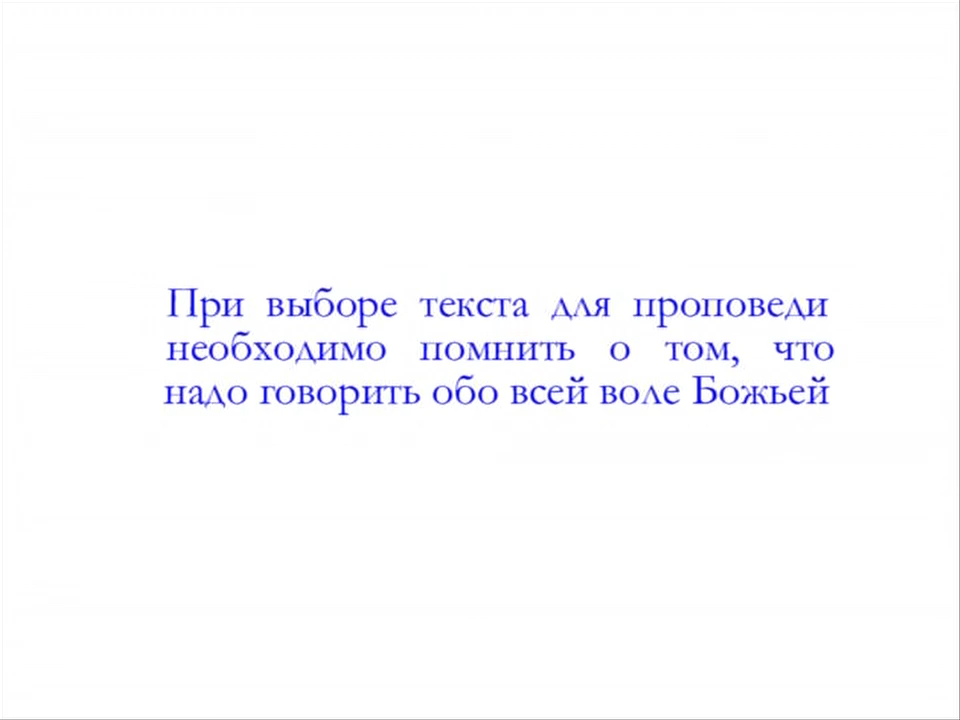 При выборе текста для проповеди
необходимо помнить о том, что
надо говорить обо всей воле Божьей